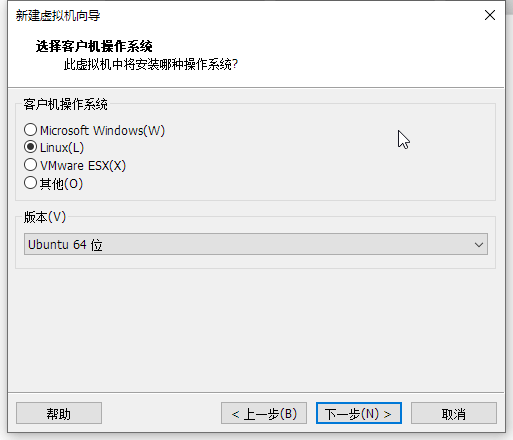 新建虚拟机向导
选择客户机操作系统
此虚拟机中将安装哪种操作系统?
客户机操作系统
Microsoft Windows(W)
Linux(L)
VMware ESX(X)
其他(O)
版本(V)
Ubuntu 64 位
帮助
< 上一步(B)
下一步(N) >
取消